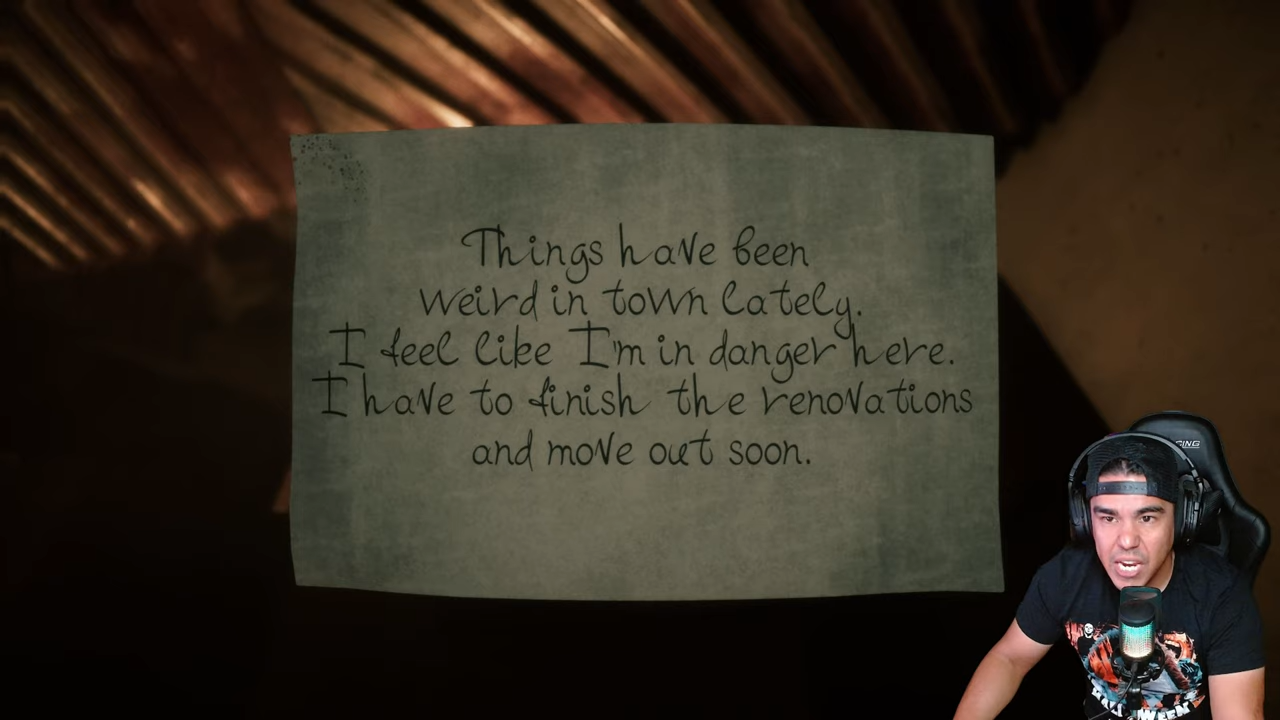 Things have been
weird in town lately.
I feel like I'm in danger here.
I have to finish the renovations
and move out soon.